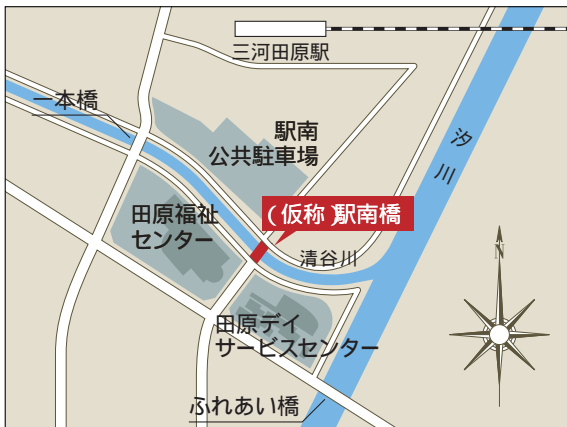 三河田原駅
一本橋
汐川
駅南
公共駐車場
田原福祉
センター
(仮称)駅南橋
清谷川
N
田原デイ
サービスセンター
ふれあい橋